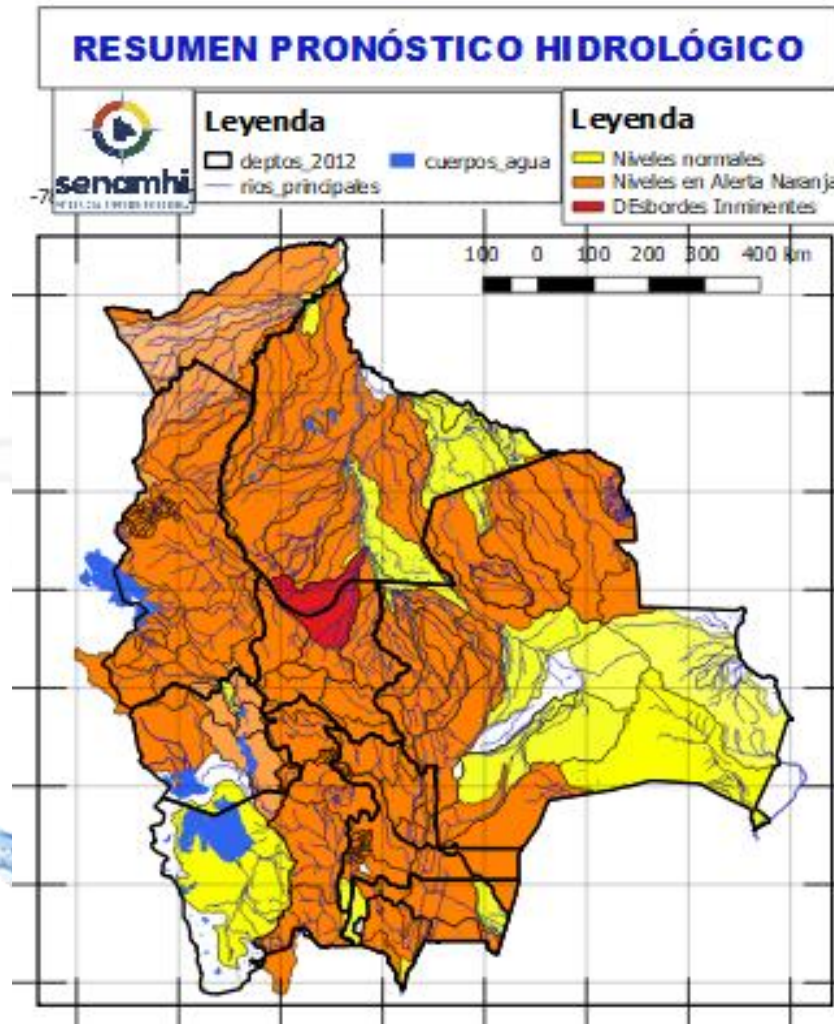 RESUMEN PRONÓSTICO HIDROLÓGICO
senamhi
Leyenda
deptos_2012
cuerpos_agua
rios_principales
Leyenda
Niveles normales
Niveles en Alerta Naranja
DEsbordes Inminentes
100 0 100 200 300 400 km